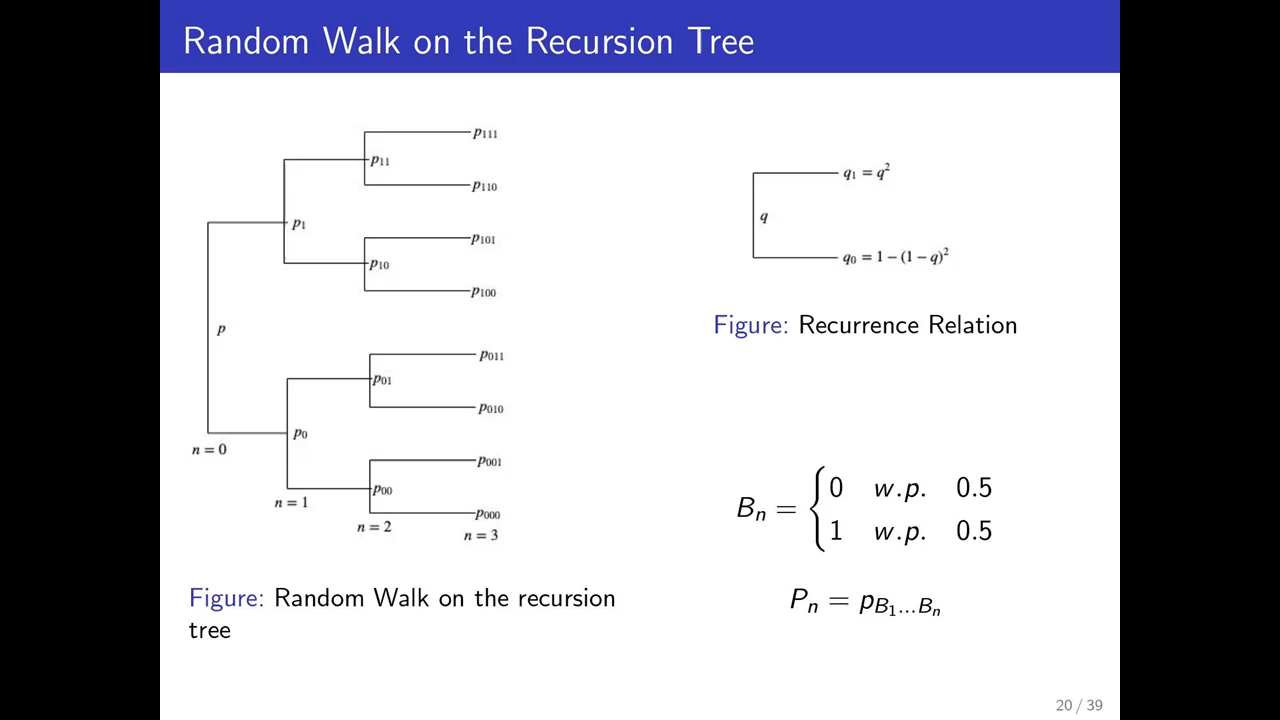 Random Walk on the Recursion Tree
p₁₁₁
p₁₁
p₁₁₀
p₁
p₁₀₁
p₁₀
p₁₀₀
p
p₀₁₁
p₀₁
p₀₁₀
p₀
n = 0
p₀₀₁
p₀₀
n = 1
p₀₀₀
n = 2
n = 3
Figure: Random Walk on the recursion
tree
q₁ = q²
q
q₀ = 1 − (1 − q)²
Figure: Recurrence Relation
Bₙ = { 0 w.p. 0.5
1 w.p. 0.5
Pₙ = p_{B₁...Bₙ}
20 / 39